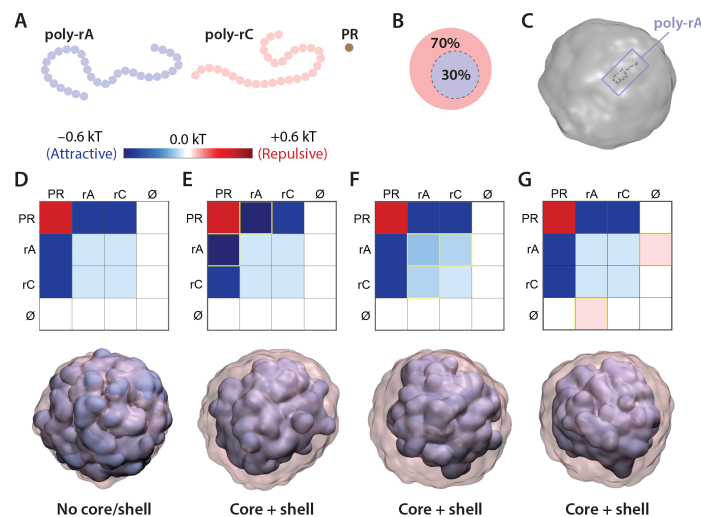 A
poly-rA
poly-rC
PR
B
70%
30%
C
poly-rA
−0.6 kT
0.0 kT
+0.6 kT
(Attractive)
(Repulsive)
D
PR rA rC Ø
PR
rA
rC
Ø
No core/shell
E
PR rA rC Ø
PR
rA
rC
Ø
Core + shell
F
PR rA rC Ø
PR
rA
rC
Ø
Core + shell
G
PR rA rC Ø
PR
rA
rC
Ø
Core + shell